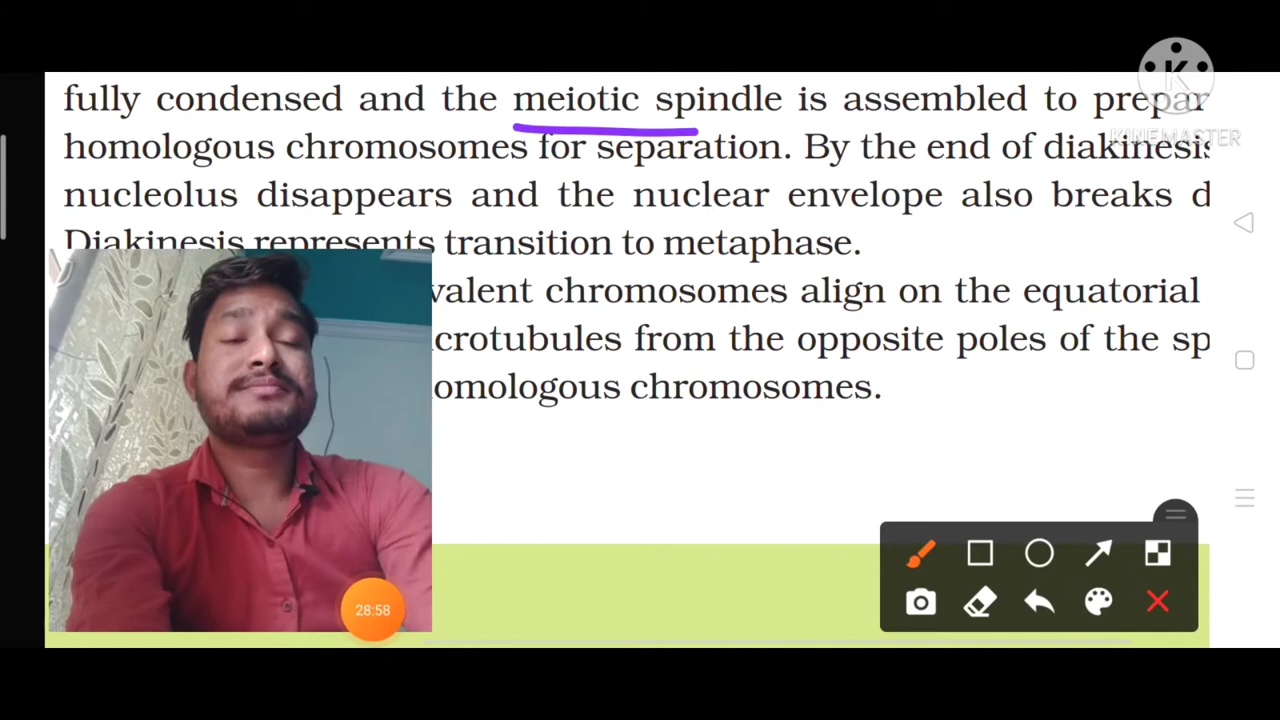 fully condensed and the meiotic spindle is assembled to prepar
KINEMASTER
homologous chromosomes for separation. By the end of diakinesis
nucleolus disappears and the nuclear envelope also breaks d
Diakinesis represents transition to metaphase.
valent chromosomes align on the equatorial
crotubules from the opposite poles of the sp
omologous chromosomes.
28:58